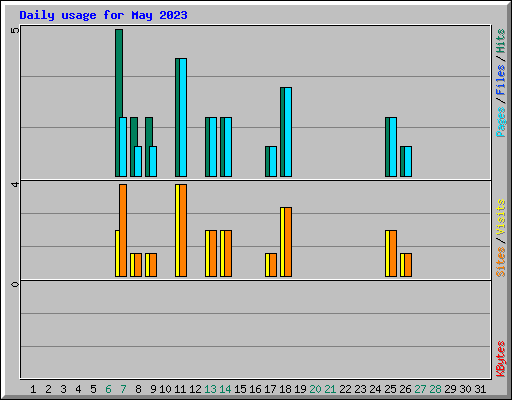 Daily usage for May 2023
5
Pages / Files / Hits
4
Sites / Visits
0
KBytes
1 2 3 4 5 6 7 8 9 10 11 12 13 14 15 16 17 18 19 20 21 22 23 24 25 26 27 28 29 30 31